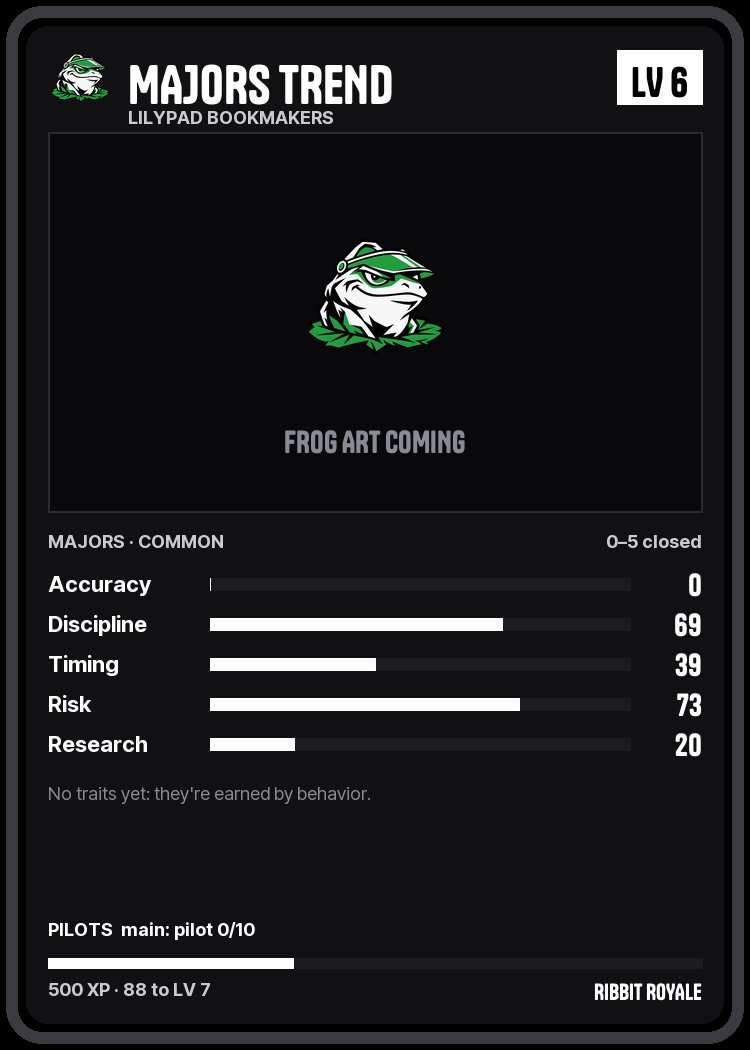 MAJORS TREND
LV 6
LILYPAD BOOKMAKERS
FROG ART COMING
MAJORS · COMMON
0–5 closed
Accuracy 0
Discipline 69
Timing 39
Risk 73
Research 20
No traits yet: they're earned by behavior.
PILOTS main: pilot 0/10
500 XP · 88 to LV 7
RIBBIT ROYALE